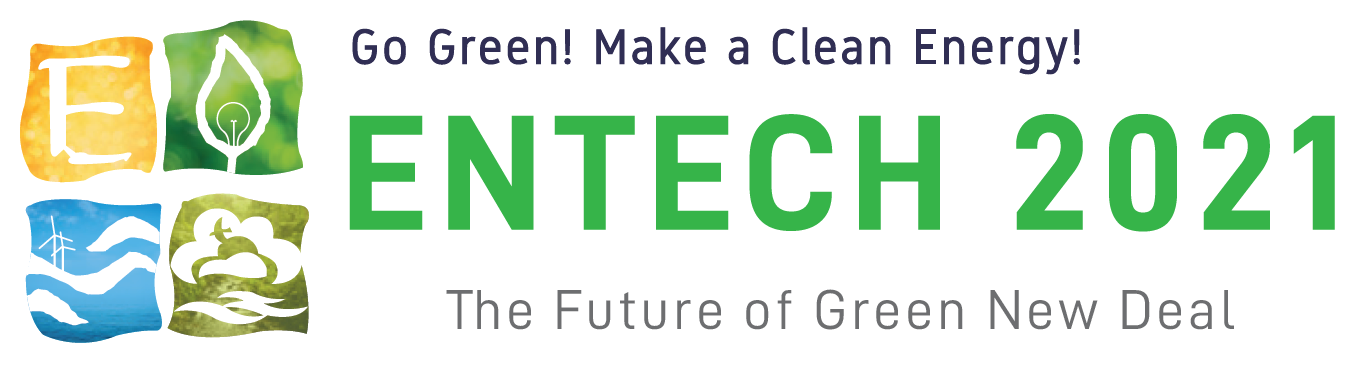 E
Go Green! Make a Clean Energy!
ENTECH 2021
The Future of Green New Deal